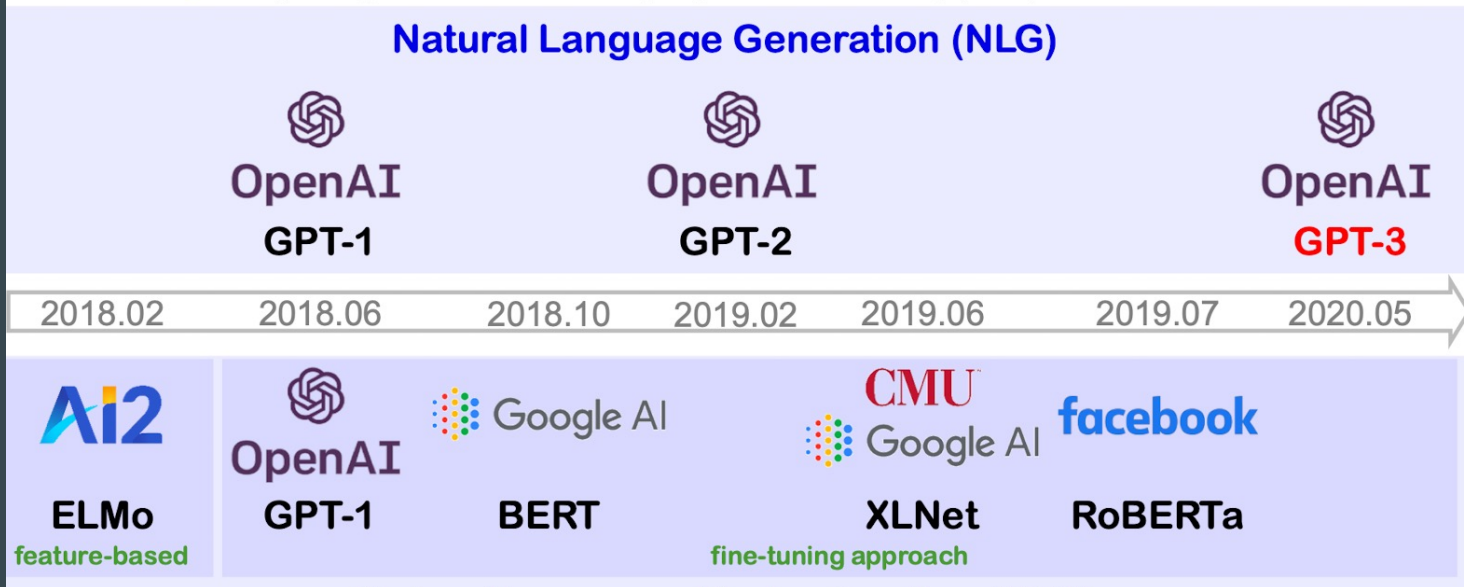 Natural Language Generation (NLG)
OpenAI OpenAI OpenAI
GPT-1 GPT-2 GPT-3
2018.02 2018.06 2018.10 2019.02 2019.06 2019.07 2020.05
Ai2 OpenAI Google AI CMU Google AI facebook
ELMo GPT-1 BERT XLNet RoBERTa
feature-based fine-tuning approach